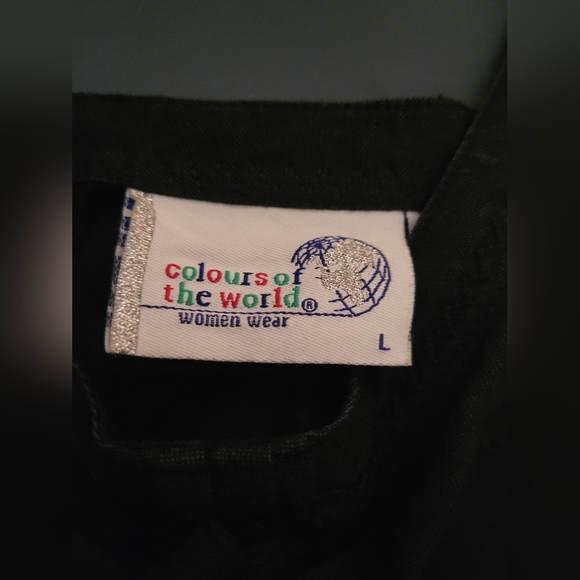 colours of
the world®
women wear
L